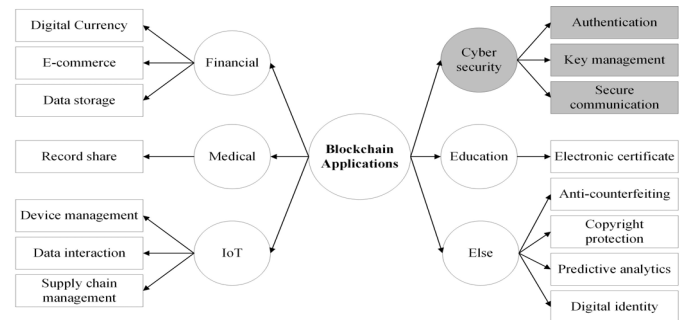 Digital Currency
E-commerce
Data storage
Financial
Record share
Medical
Device management
Data interaction
Supply chain
management
IoT
Blockchain
Applications
Cyber
security
Authentication
Key management
Secure
communication
Education
Electronic certificate
Else
Anti-counterfeiting
Copyright
protection
Predictive analytics
Digital identity